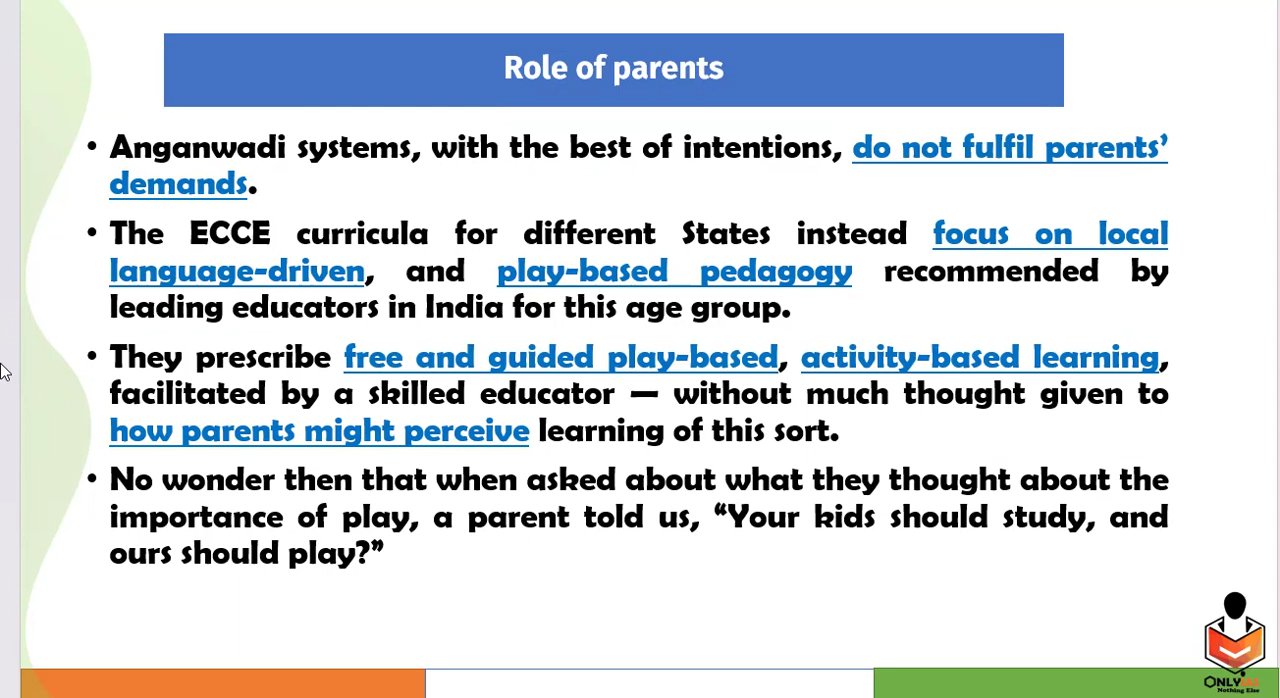 Role of parents
• Anganwadi systems, with the best of intentions, do not fulfil parents’
demands.
• The ECCE curricula for different States instead focus on local
language-driven, and play-based pedagogy recommended by
leading educators in India for this age group.
• They prescribe free and guided play-based, activity-based learning,
facilitated by a skilled educator — without much thought given to
how parents might perceive learning of this sort.
• No wonder then that when asked about what they thought about the
importance of play, a parent told us, “Your kids should study, and
ours should play?”
Nothing Else